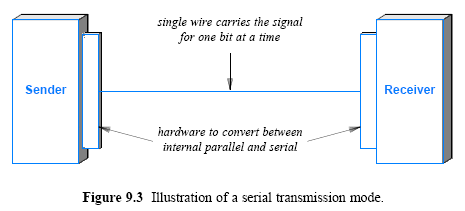 single wire carries the signal
for one bit at a time
Sender
Receiver
hardware to convert between
internal parallel and serial
Figure 9.3 Illustration of a serial transmission mode.